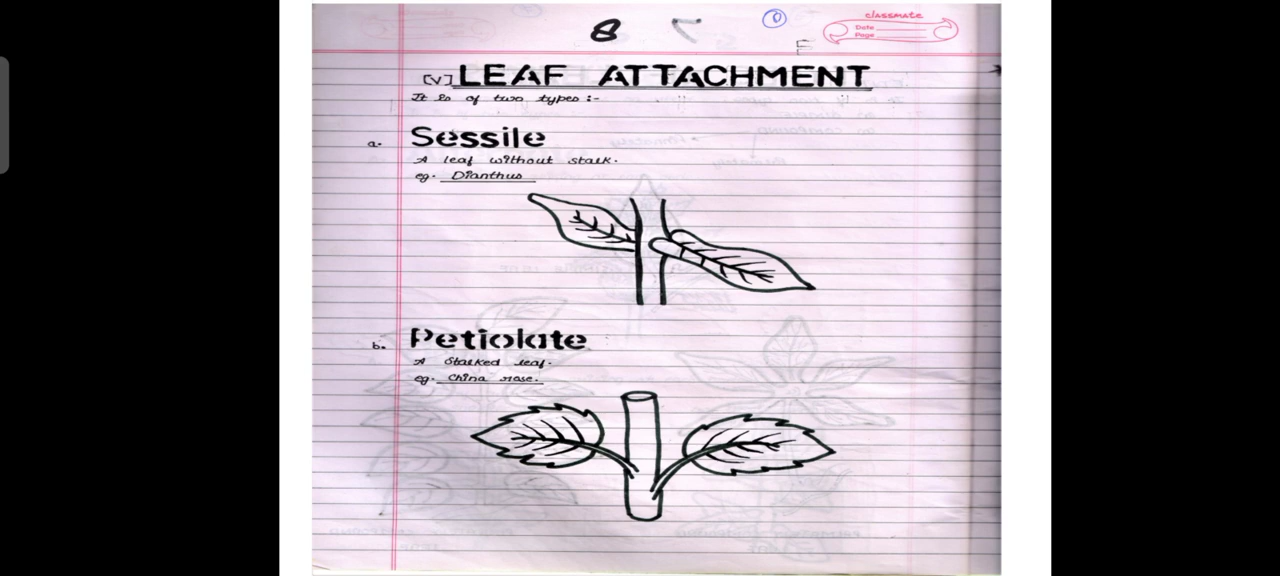 8
classmate
Date
Page
[V] LEAF ATTACHMENT
It is of two types :-
a. Sessile
A leaf without stalk.
eg. Dianthus
b. Petiolate
A Stalked leaf.
eg. China rose.